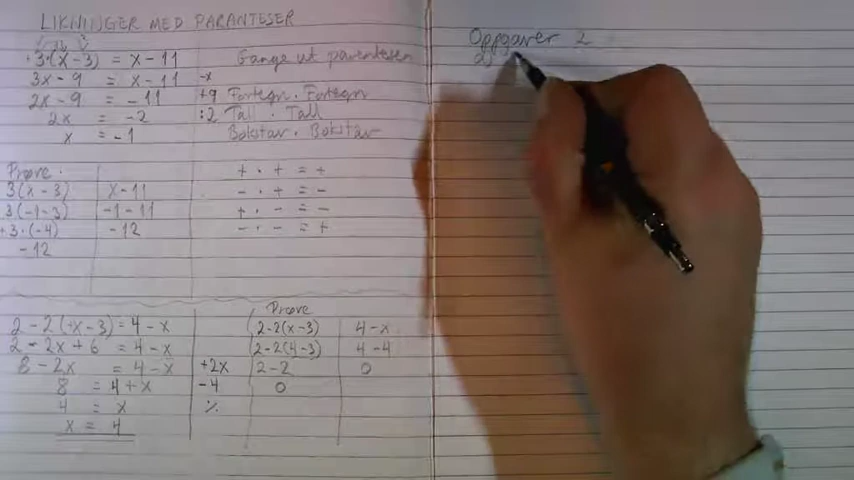 LIKNINGER MED PARANTESER
+3·(x-3) = x-11 Gange ut parentesen
3x-9 = x-11 -x
2x-9 = -11 +9 Fortegn · Fortegn
2x = -2 :2 Tall · Tall
x = -1 Bokstav · Bokstav
Prøve.
3(x-3) x-11
3(-1-3) -1-11
+3·(-4) -12
-12
+ · + = +
- · + = -
+ · - = -
- · - = +
2-2(+x-3) = 4-x
2-2x+6 = 4-x
8-2x = 4-x +2x
8 = 4+x -4
4 = x ٪
x = 4
Prøve
2-2(x-3) 4-x
2-2(4-3) 4-4
2-2 0
0
Oppgaver 2
a)